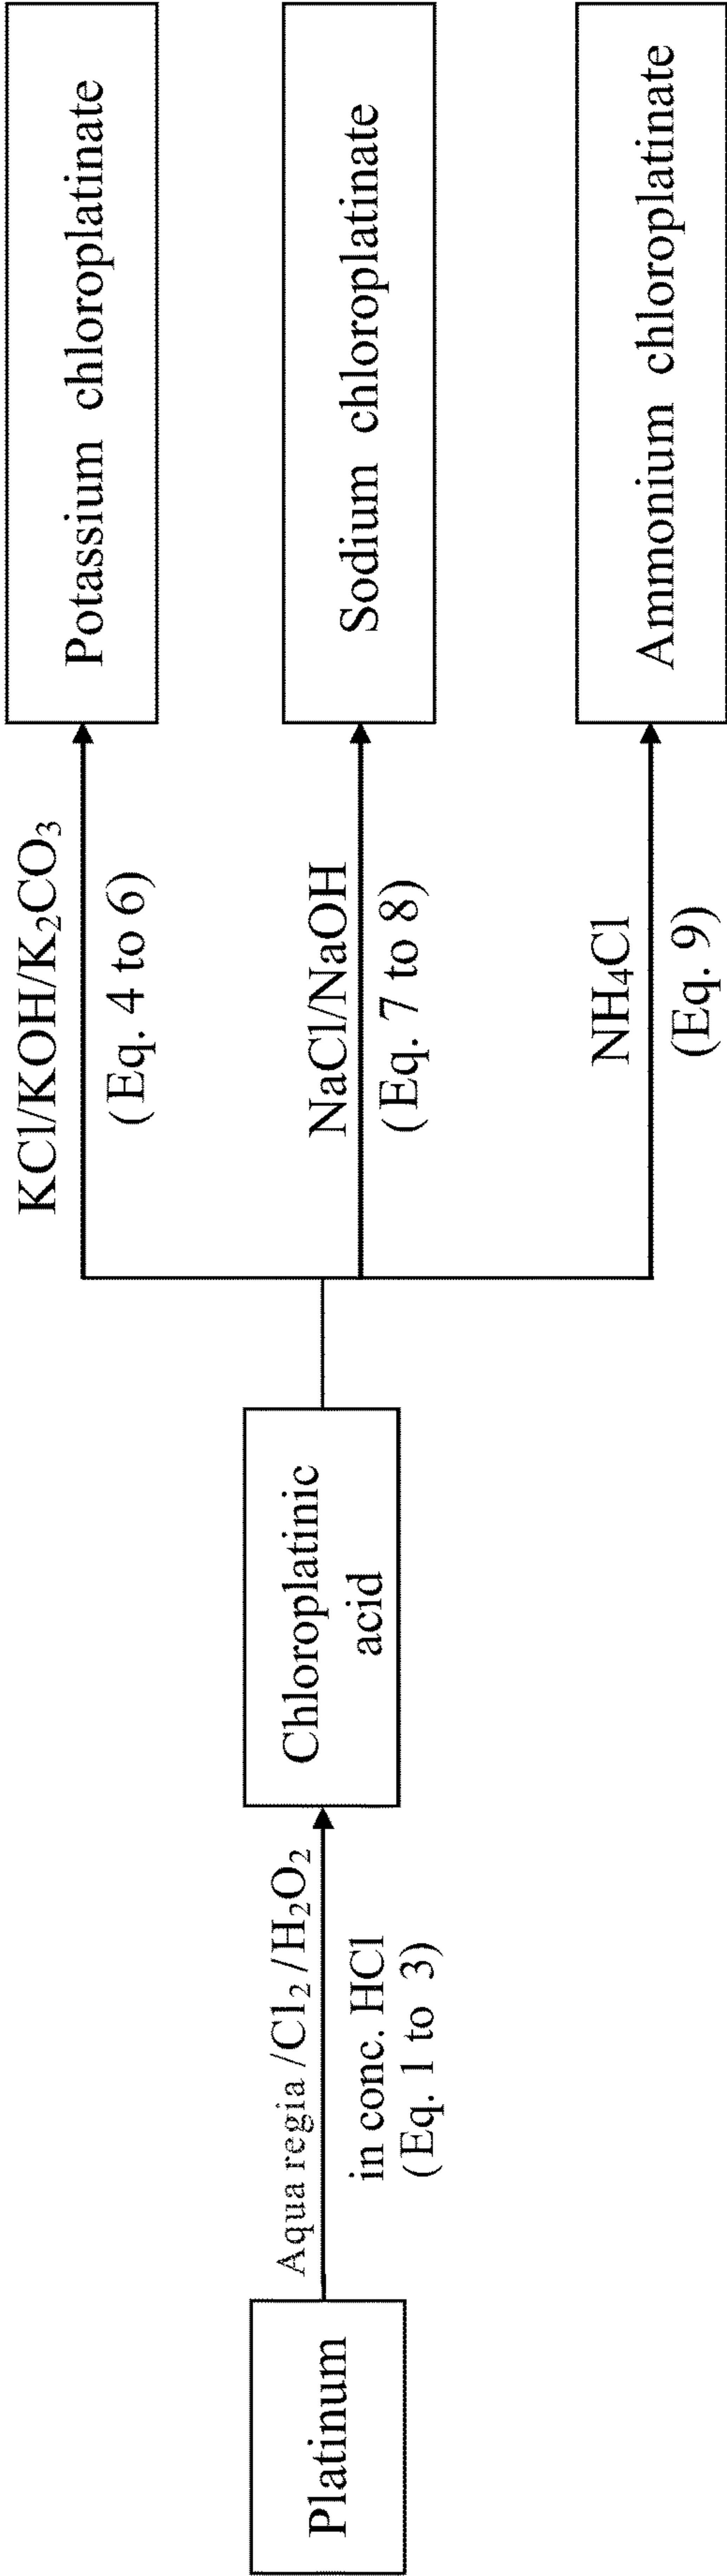 Platinum
Aqua regia /Cl₂ /H₂O₂
in conc. HCl
(Eq. 1 to 3)
Chloroplatinic
acid
KCl/KOH/K₂CO₃
(Eq. 4 to 6)
Potassium chloroplatinate
NaCl/NaOH
(Eq. 7 to 8)
Sodium chloroplatinate
NH₄Cl
(Eq. 9)
Ammonium chloroplatinate